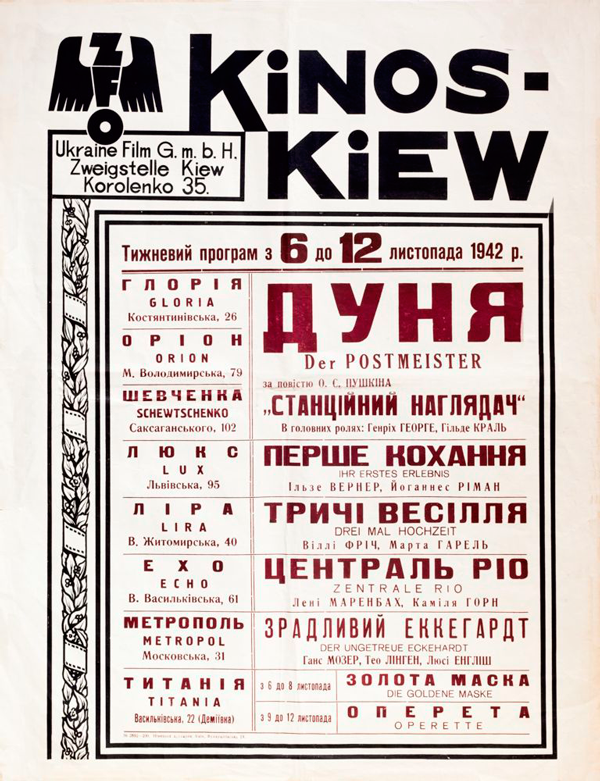 ZFO
KINOS-
KIEW
Ukraine Film G. m. b. H.
Zweigstelle Kiew
Korolenko 35.
Тижневий програм з 6 до 12 листопада 1942 р.
ГЛОРІЯ
GLORIA
Костянтинівська, 26
ОРІОН
ORION
М. Володимирська, 79
ШЕВЧЕНКА
SCHEWTSCHENKO
Саксаганського, 102
ДУНЯ
Der POSTMEISTER
за повістю О. С. ПУШКІНА
„СТАНЦІЙНИЙ НАГЛЯДАЧ“
В головних ролях: Генріх ГЕОРГЕ, Гільде КРАЛЬ
ЛЮКС
LUX
Львівська, 95
ПЕРШЕ КОХАННЯ
IHR ERSTES ERLEBNIS
Ільзе ВЕРНЕР, Йоганнес РІМАН
ЛІРА
LIRA
В. Житомирська, 40
ТРИЧІ ВЕСІЛЛЯ
DREI MAL HOCHZEIT
Віллі ФРІЧ, Марта ГАРЕЛЬ
ЕХО
ECHO
В. Васильківська, 61
ЦЕНТРАЛЬ РІО
ZENTRALE RIO
Лені МАРЕНБАХ, Каміля ГОРН
МЕТРОПОЛЬ
METROPOL
Московська, 31
ЗРАДЛИВИЙ ЕККЕГАРДТ
DER UNGETREUE ECKEHARDT
Ганс МОЗЕР, Тео ЛІНГЕН, Люсі ЕНГЛІШ
ТИТАНІЯ
TITANIA
Васильківська, 22 (Деміївка)
з 6 до 8 листопада
ЗОЛОТА МАСКА
DIE GOLDENE MASKE
з 9 до 12 листопада
ОПЕРЕТА
OPERETTE